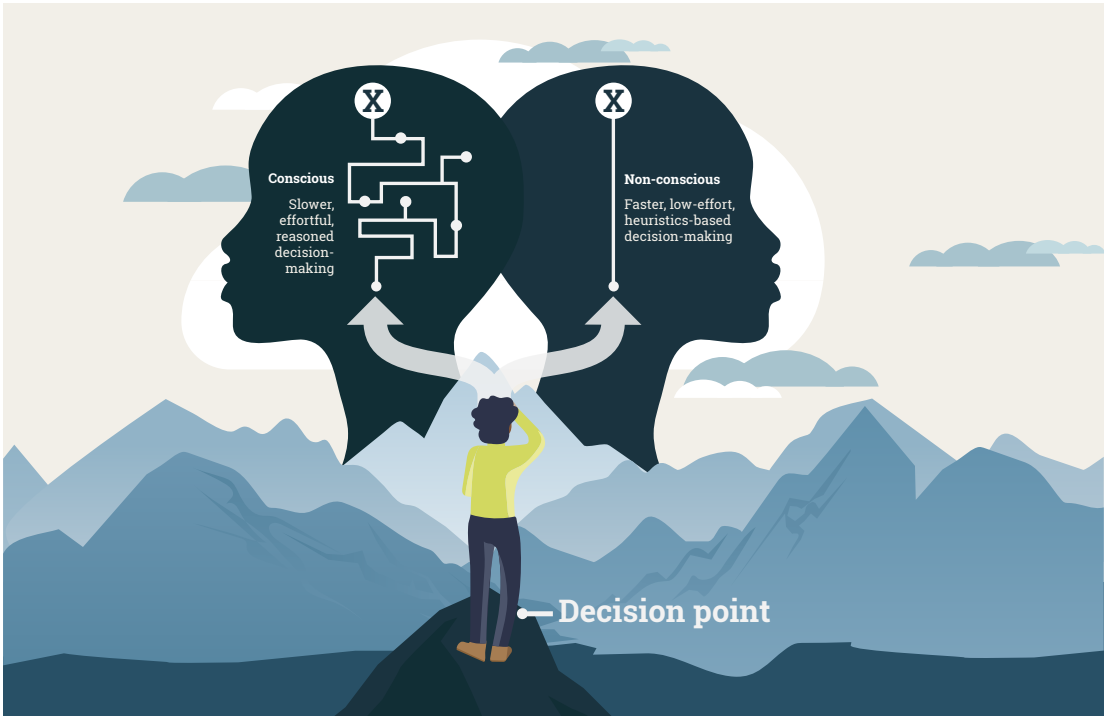 X
Conscious
Slower,
effortful,
reasoned
decision-
making
X
Non-conscious
Faster, low-effort,
heuristics-based
decision-making
Decision point